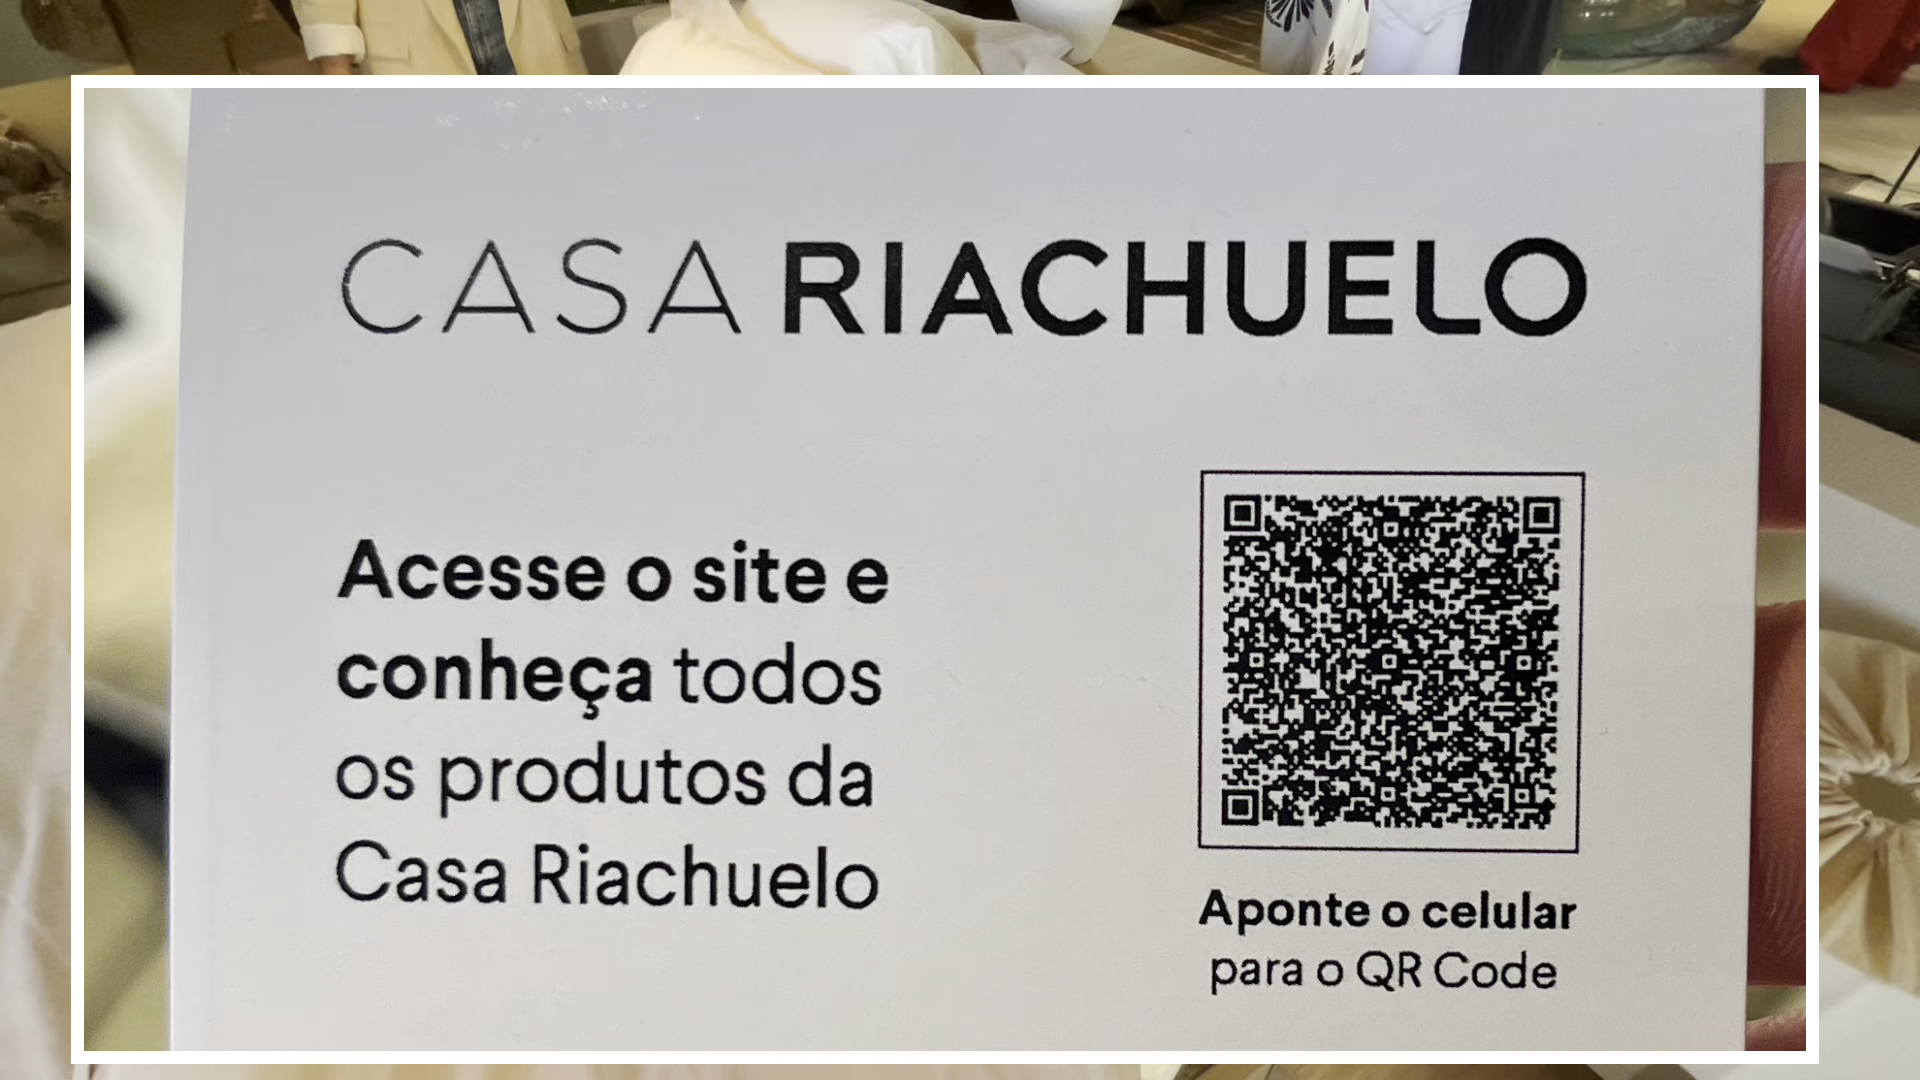 CASA RIACHUELO
Acesse o site e
conheça todos
os produtos da
Casa Riachuelo
Aponte o celular
para o QR Code